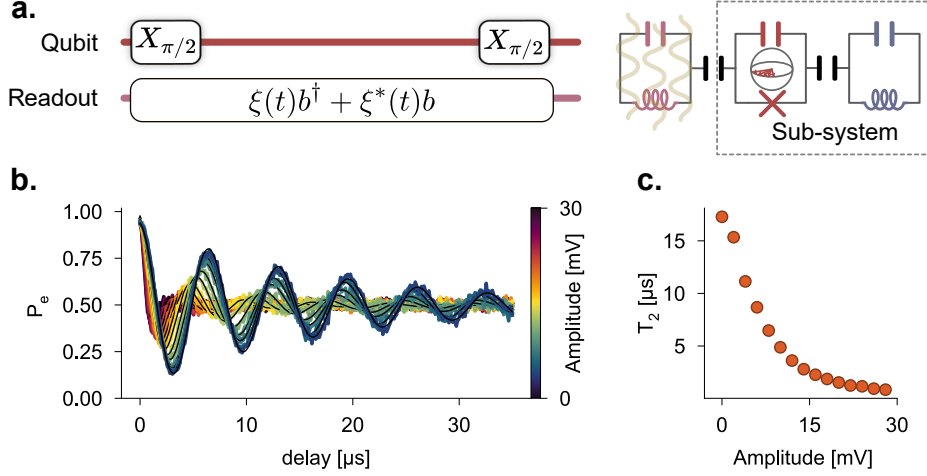 a.
Qubit
X_{π/2}
X_{π/2}
Readout
ξ(t)b† + ξ*(t)b
Sub-system
b.
1.00
0.75
0.50
0.25
0.00
P_e
0
10
20
30
delay [μs]
30
0
Amplitude [mV]
c.
15
10
5
T_2 [μs]
0
15
30
Amplitude [mV]